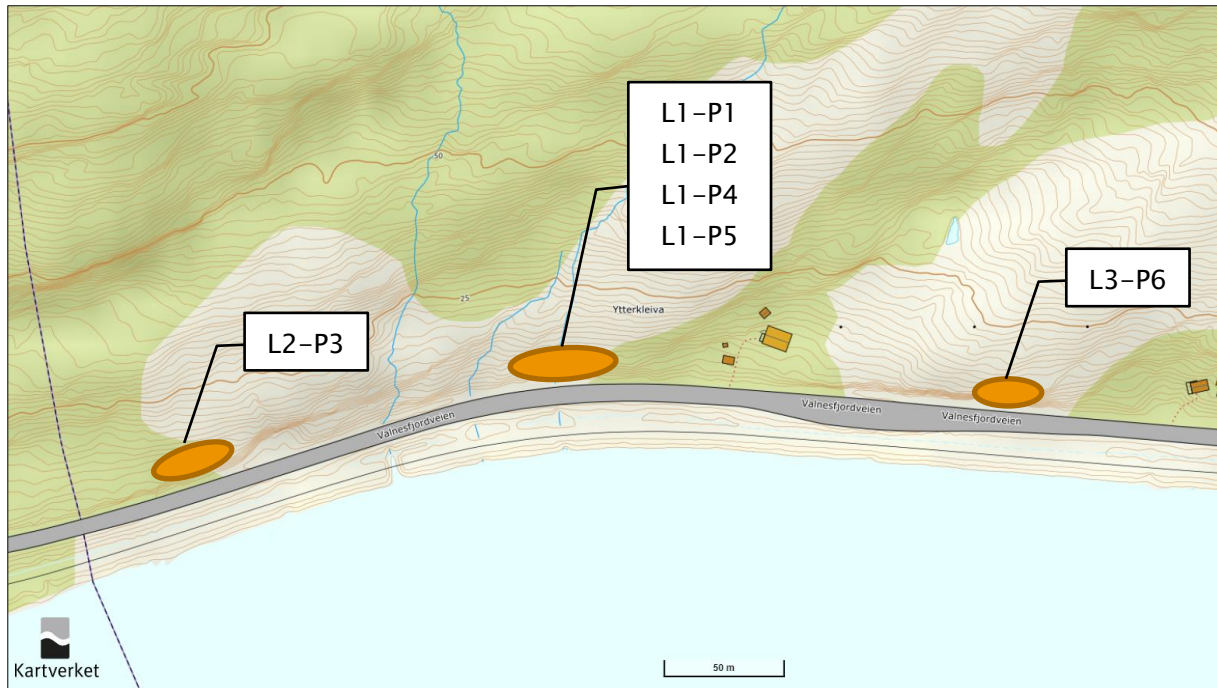 50
L1-P1
L1-P2
L1-P4
L1-P5
L3-P6
25
Ytterkleiva
L2-P3
Valnesfjordveien
Valnesfjordveien
Valnesfjordveien
Kartverket
50 m